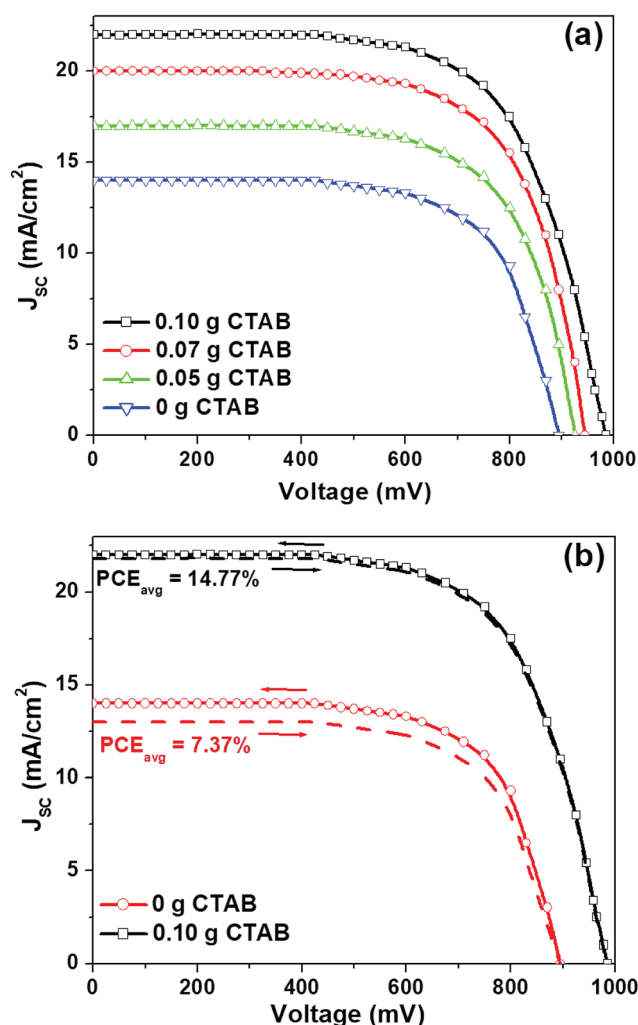 (a)
20
15
10
5
0
J_SC (mA/cm²)
0.10 g CTAB
0.07 g CTAB
0.05 g CTAB
0 g CTAB
0 200 400 600 800 1000
Voltage (mV)
(b)
20
15
10
5
0
J_SC (mA/cm²)
PCE_avg = 14.77%
PCE_avg = 7.37%
0 g CTAB
0.10 g CTAB
0 200 400 600 800 1000
Voltage (mV)